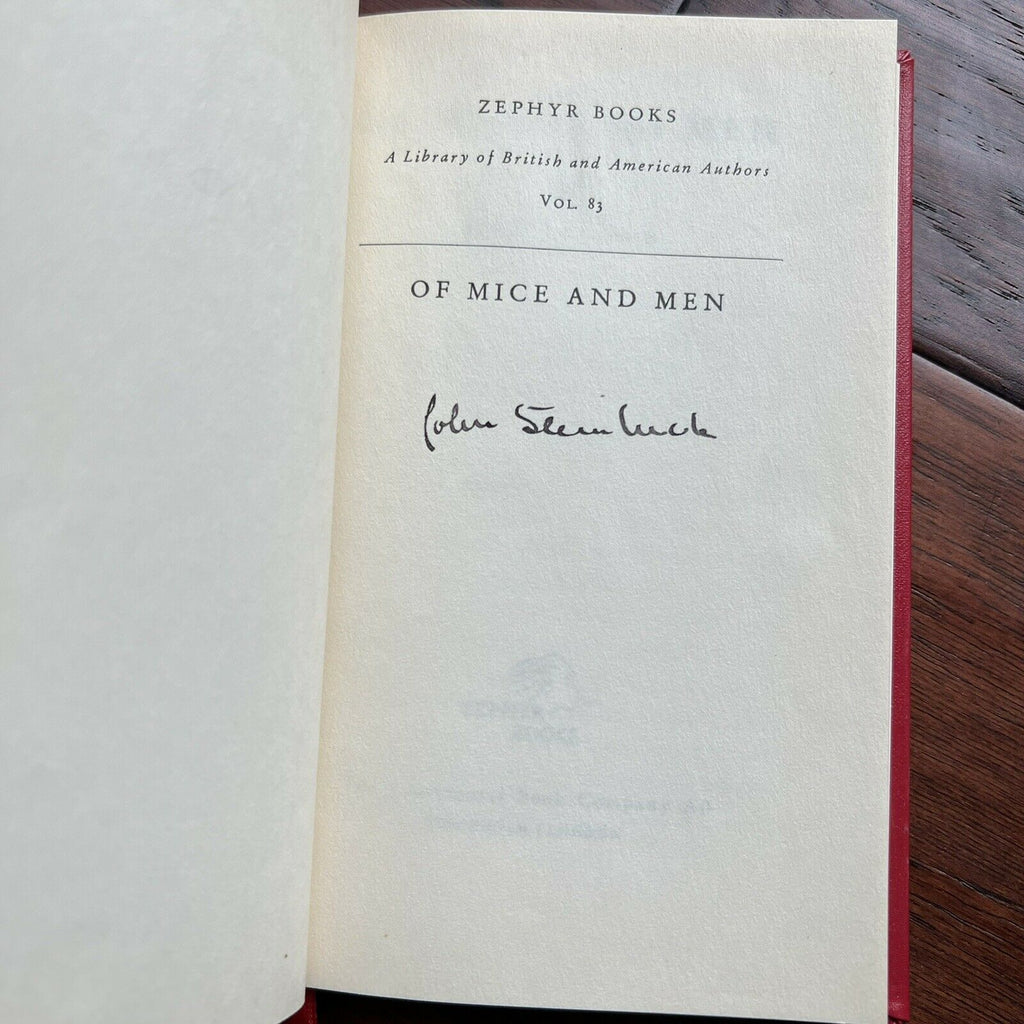 ZEPHYR BOOKS
A Library of British and American Authors
VOL. 83
OF MICE AND MEN
John Steinbeck